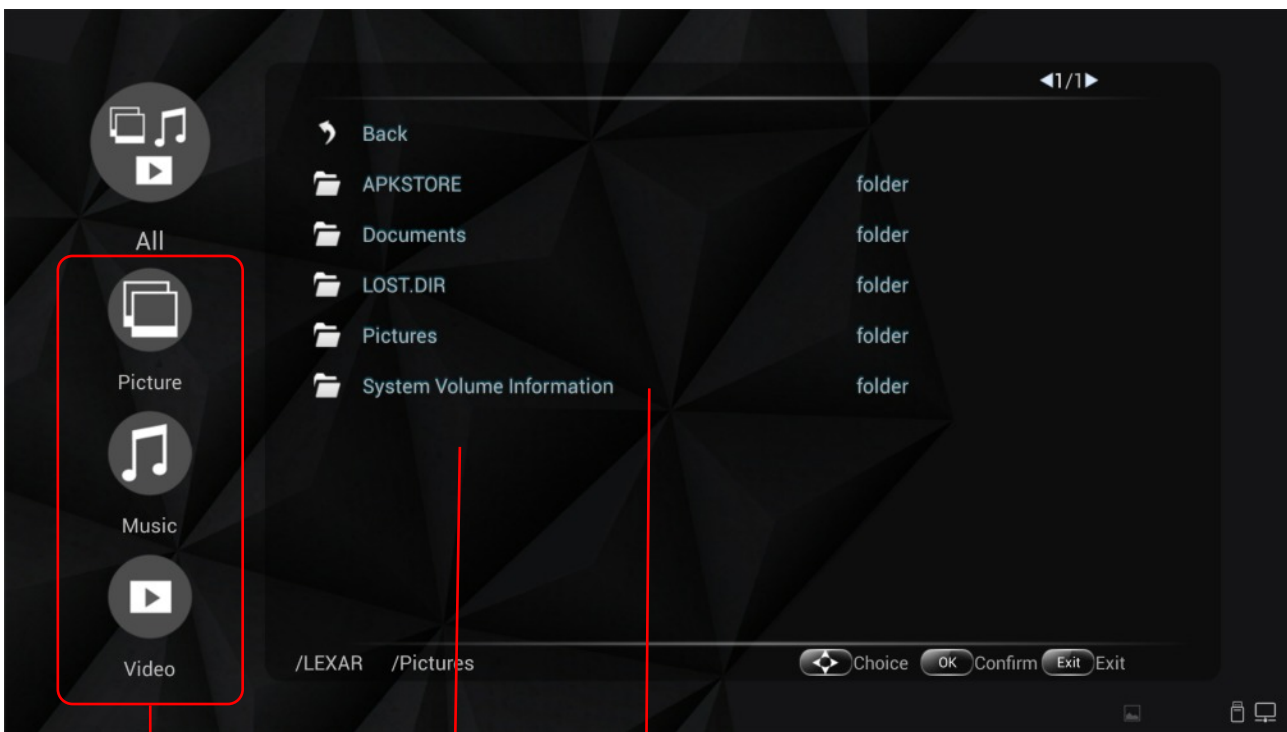 ◀1/1▶
Back
APKSTORE folder
All
Documents folder
LOST.DIR folder
Pictures folder
Picture
System Volume Information folder
Music
Video
/LEXAR /Pictures Choice OK Confirm Exit Exit